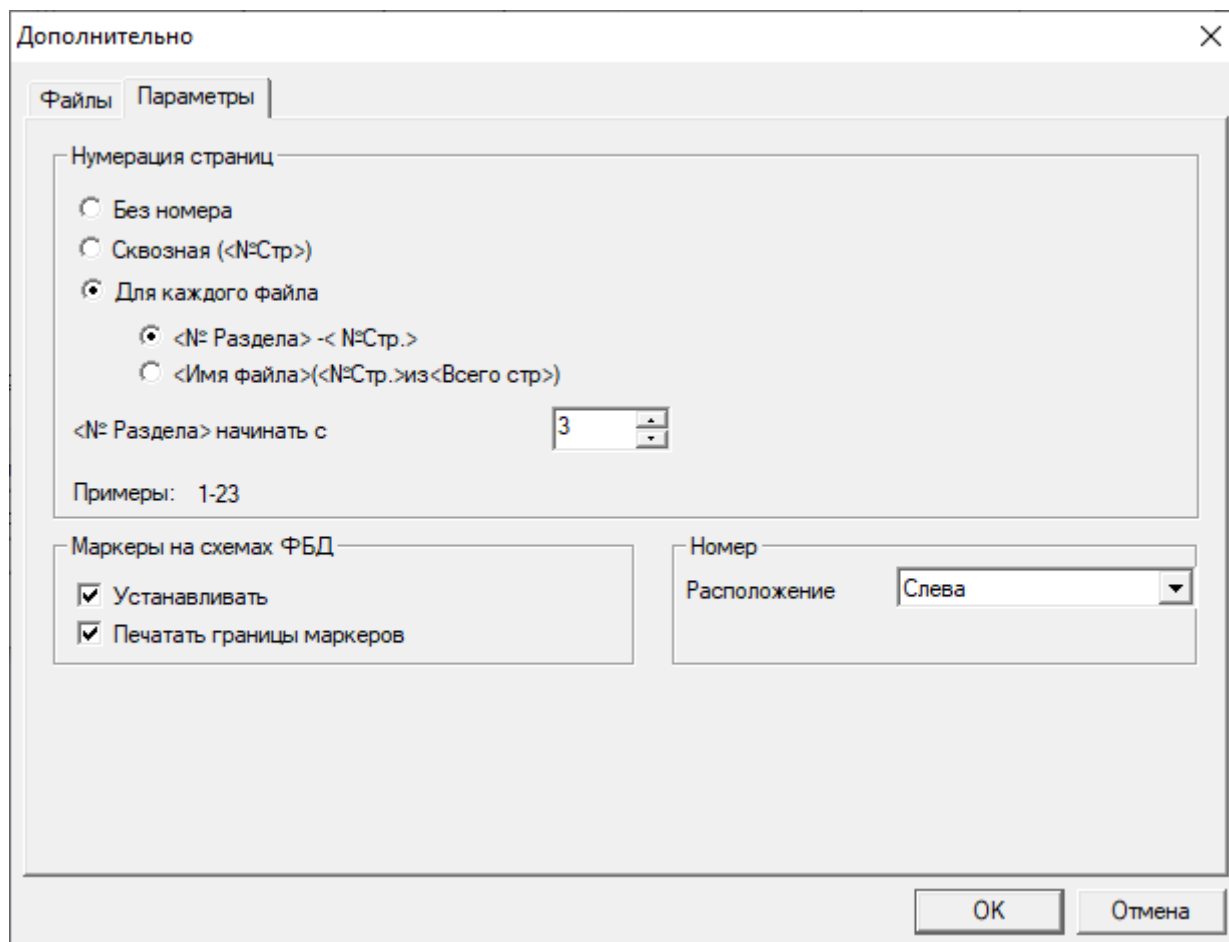 Дополнительно
Файлы Параметры
Нумерация страниц
Без номера
Сквозная (<№Стр>)
Для каждого файла
<№ Раздела> -< №Стр.>
<Имя файла>(<№Стр.>из<Всего стр>)
<№ Раздела> начинать с 3
Примеры: 1-23
Маркеры на схемах ФБД Номер
Устанавливать Расположение Слева
Печатать границы маркеров
OK Отмена